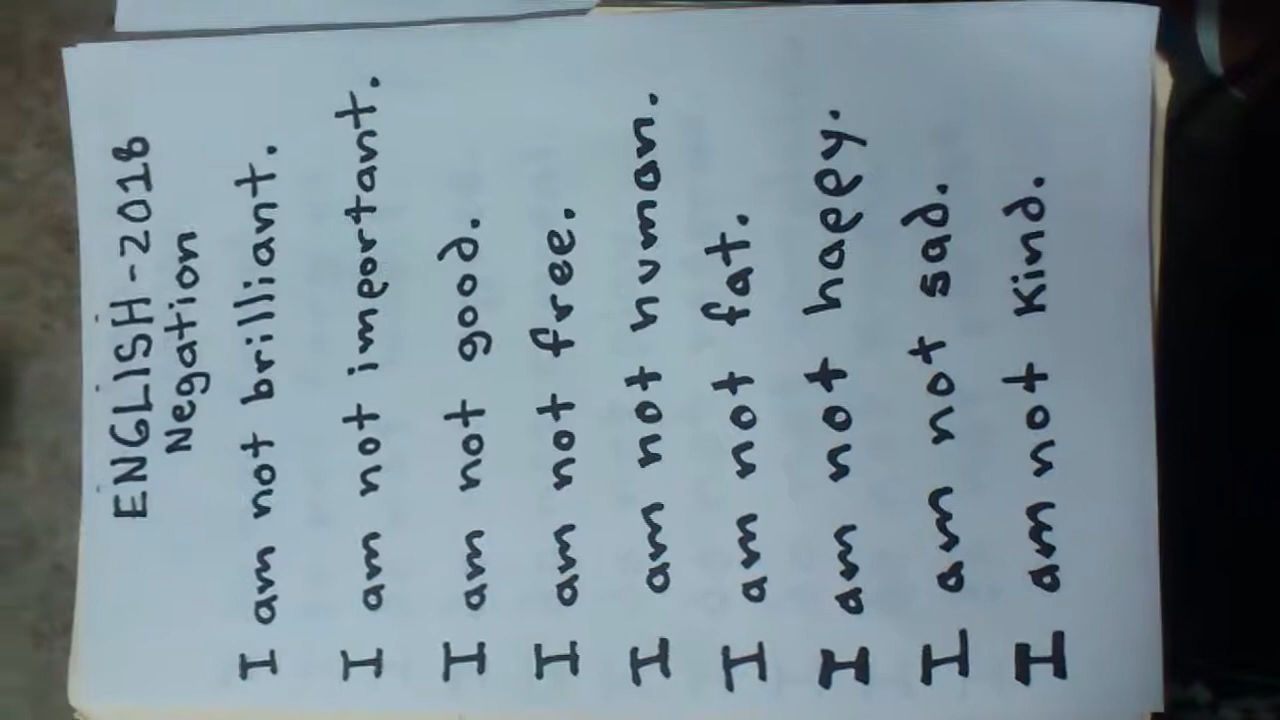 ENGLISH-2018
Negation
I am not brilliant.
I am not important.
I am not good.
I am not free.
I am not human.
I am not fat.
I am not happy.
I am not sad.
I am not kind.